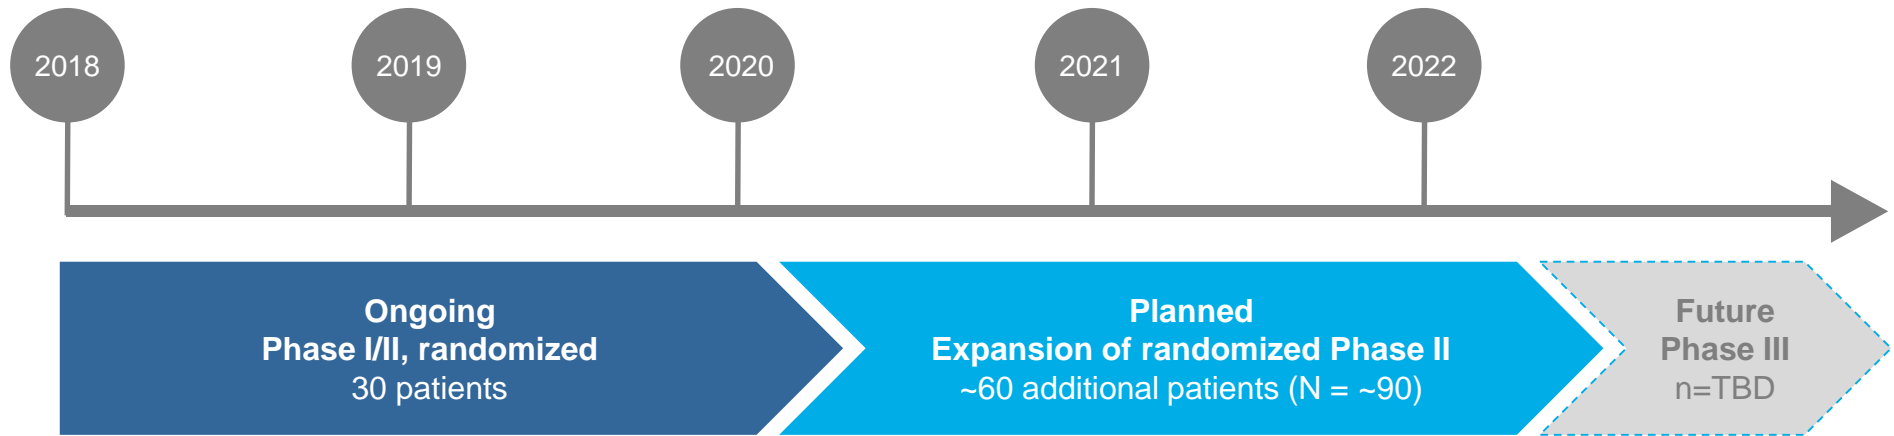 2018
2019
2020
2021
2022
Ongoing
Phase I/II, randomized
30 patients
Planned
Expansion of randomized Phase II
~60 additional patients (N = ~90)
Future
Phase III
n=TBD